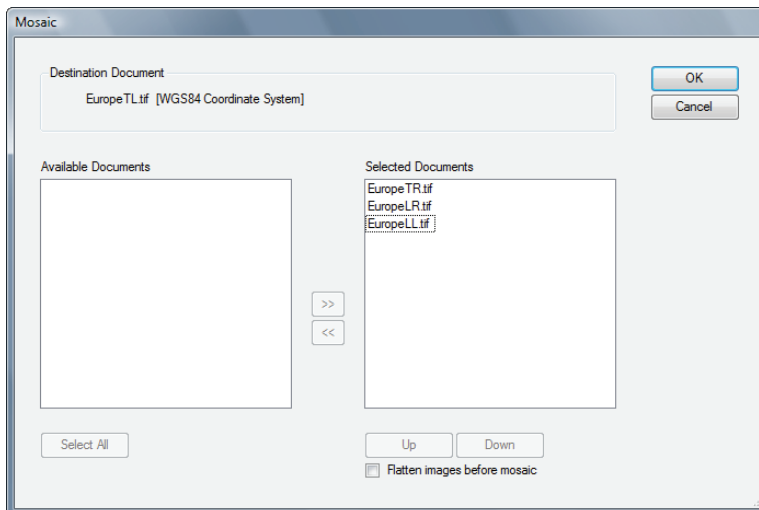 Mosaic
Destination Document
EuropeTL.tif [WGS84 Coordinate System]
OK
Cancel
Available Documents
Selected Documents
EuropeTR.tif
EuropeLR.tif
EuropeLL.tif
>>
<<
Select All
Up
Down
Flatten images before mosaic